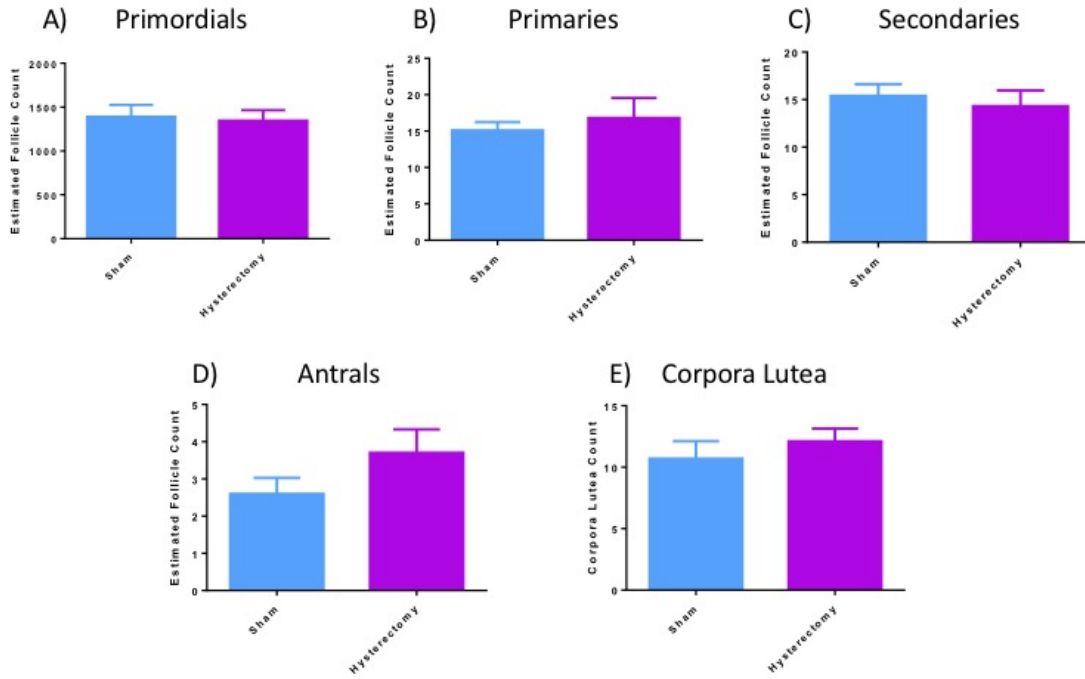 A) Primordials
Estimated Follicle Count
2000
1500
1000
500
0
Sham
Hysterectomy
B) Primaries
Estimated Follicle Count
25
20
15
10
5
0
Sham
Hysterectomy
C) Secondaries
Estimated Follicle Count
20
15
10
5
0
Sham
Hysterectomy
D) Antrals
Estimated Follicle Count
5
4
3
2
1
0
Sham
Hysterectomy
E) Corpora Lutea
Corpora Lutea Count
15
10
5
0
Sham
Hysterectomy